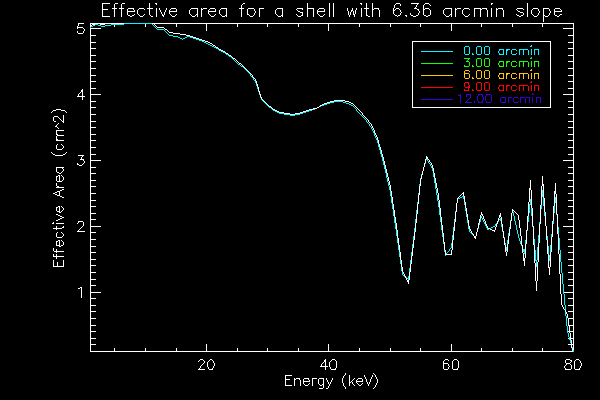 Effective area for a shell with 6.36 arcmin slope
5
4
3
2
1
Effective Area (cm^2)
0.00 arcmin
3.00 arcmin
6.00 arcmin
9.00 arcmin
12.00 arcmin
20 40 60 80
Energy (keV)